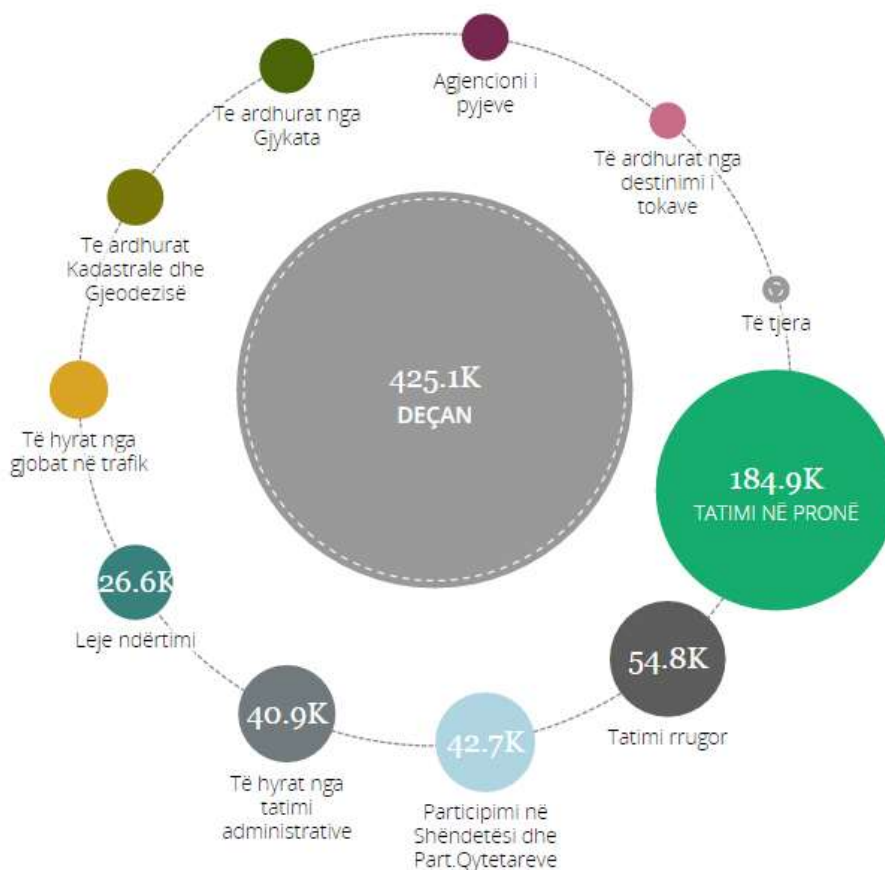 Agjencioni i
pyjeve
Te ardhurat nga
Gjykata
Të ardhurat nga
destinimi i
tokave
Te ardhurat
Kadastrale dhe
Gjeodezisë
Të tjera
425.1K
DEÇAN
Të hyrat nga
gjobat në trafik
184.9K
TATIMI NË PRONË
26.6K
Leje ndërtimi
54.8K
Tatimi rrugor
40.9K
Të hyrat nga
tatimi
administrative
42.7K
Participimi në
Shëndetësi dhe
Part.Qytetareve